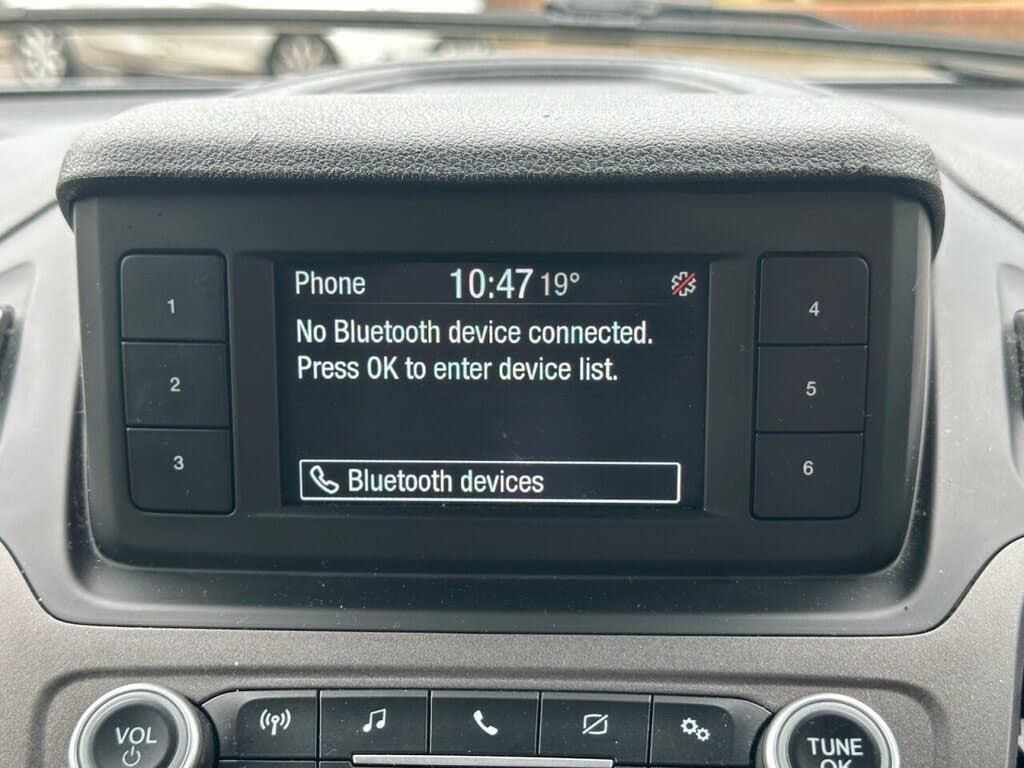 Phone 10:47 19°
No Bluetooth device connected.
Press OK to enter device list.
Bluetooth devices
1
2
3
4
5
6
VOL
TUNE
OK